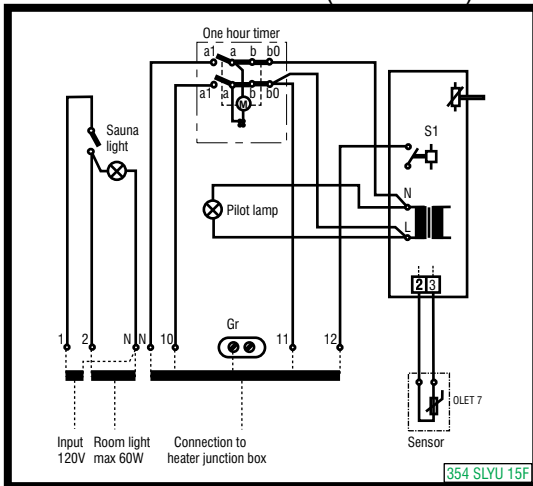 One hour timer
a1 a b b0
a1 a b b0
M
Sauna
light
S1
N
Pilot lamp
L
2 3
Gr
1 2 N N 10 11 12
OLET 7
Input
120V
Room light
max 60W
Connection to
heater junction box
Sensor
354 SLYU 15F